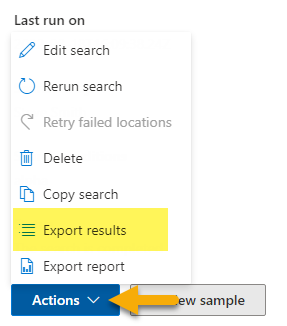 Last run on
Edit search
Rerun search
Retry failed locations
Delete
Copy search
Export results
Export report
Actions
ew sample